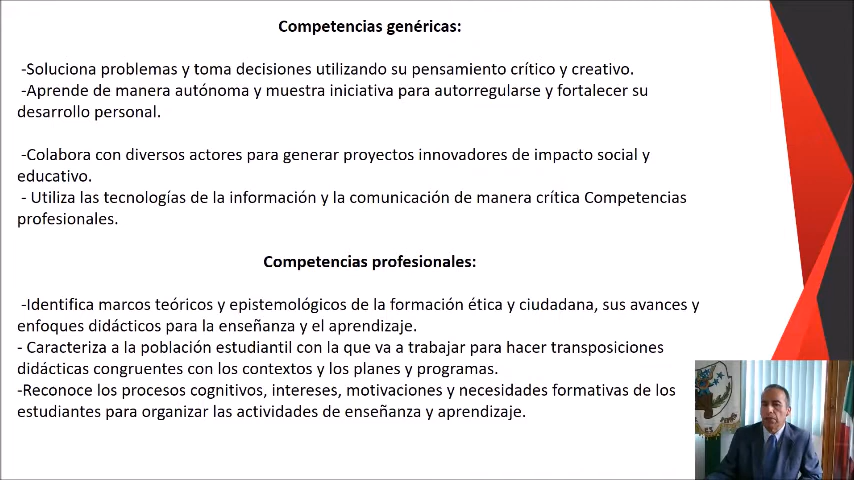 Competencias genéricas:
-Soluciona problemas y toma decisiones utilizando su pensamiento crítico y creativo.
-Aprende de manera autónoma y muestra iniciativa para autorregularse y fortalecer su
desarrollo personal.
-Colabora con diversos actores para generar proyectos innovadores de impacto social y
educativo.
- Utiliza las tecnologías de la información y la comunicación de manera crítica Competencias
profesionales.
Competencias profesionales:
-Identifica marcos teóricos y epistemológicos de la formación ética y ciudadana, sus avances y
enfoques didácticos para la enseñanza y el aprendizaje.
- Caracteriza a la población estudiantil con la que va a trabajar para hacer transposiciones
didácticas congruentes con los contextos y los planes y programas.
-Reconoce los procesos cognitivos, intereses, motivaciones y necesidades formativas de los
estudiantes para organizar las actividades de enseñanza y aprendizaje.